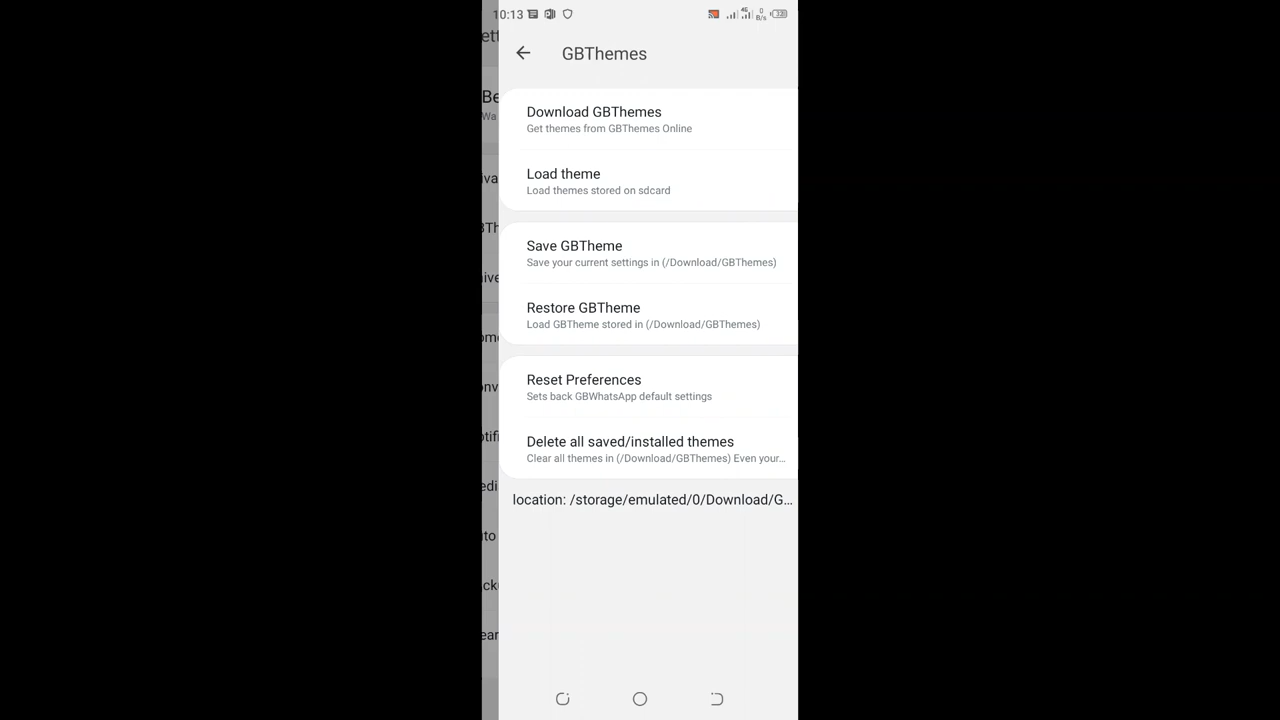 10:13
4G
0
B/s
32
GBThemes
Download GBThemes
Get themes from GBThemes Online
Load theme
Load themes stored on sdcard
Save GBTheme
Save your current settings in (/Download/GBThemes)
Restore GBTheme
Load GBTheme stored in (/Download/GBThemes)
Reset Preferences
Sets back GBWhatsApp default settings
Delete all saved/installed themes
Clear all themes in (/Download/GBThemes) Even your...
location: /storage/emulated/0/Download/G...